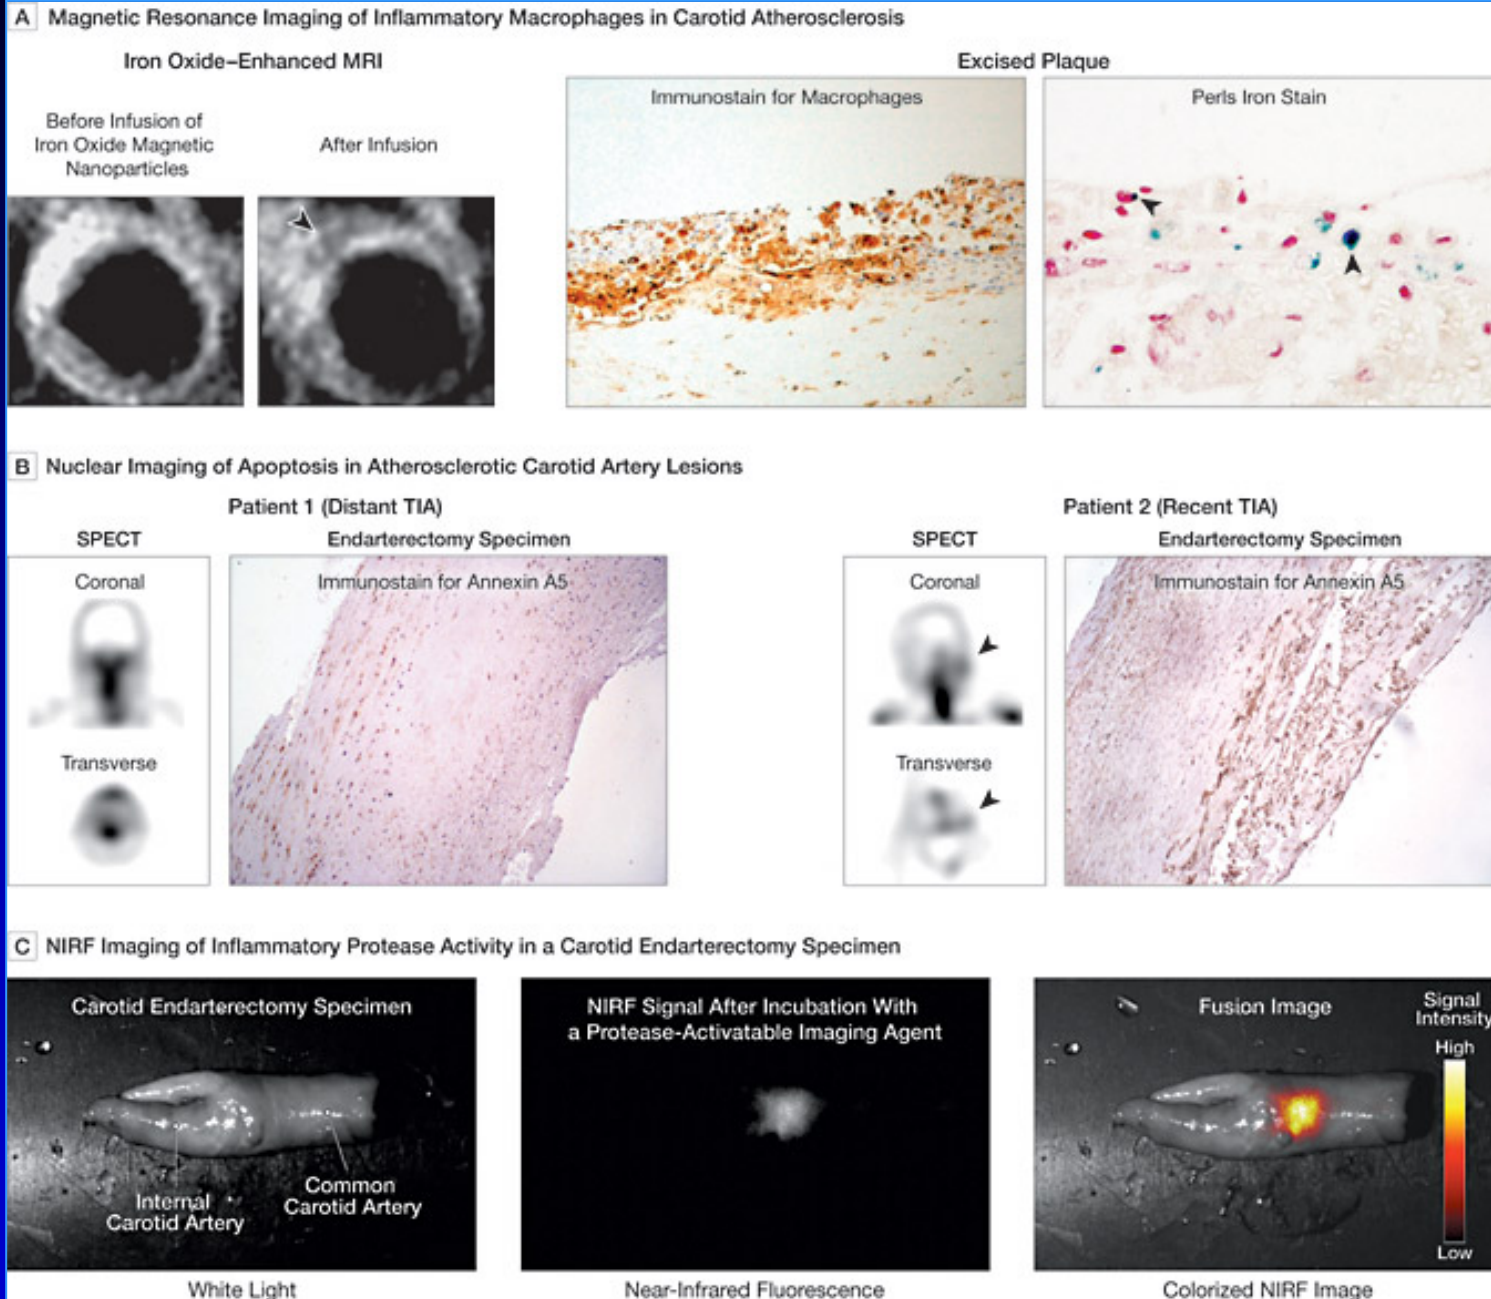 A Magnetic Resonance Imaging of Inflammatory Macrophages in Carotid Atherosclerosis
Iron Oxide–Enhanced MRI
Excised Plaque
Before Infusion of
Iron Oxide Magnetic
Nanoparticles
After Infusion
Immunostain for Macrophages
Perls Iron Stain
B Nuclear Imaging of Apoptosis in Atherosclerotic Carotid Artery Lesions
Patient 1 (Distant TIA)
SPECT
Endarterectomy Specimen
Coronal
Immunostain for Annexin A5
Transverse
Patient 2 (Recent TIA)
SPECT
Endarterectomy Specimen
Coronal
Immunostain for Annexin A5
Transverse
C NIRF Imaging of Inflammatory Protease Activity in a Carotid Endarterectomy Specimen
Carotid Endarterectomy Specimen
Internal
Carotid Artery
Common
Carotid Artery
White Light
NIRF Signal After Incubation With
a Protease-Activatable Imaging Agent
Near-Infrared Fluorescence
Fusion Image
Signal
Intensity
High
Low
Colorized NIRF Image